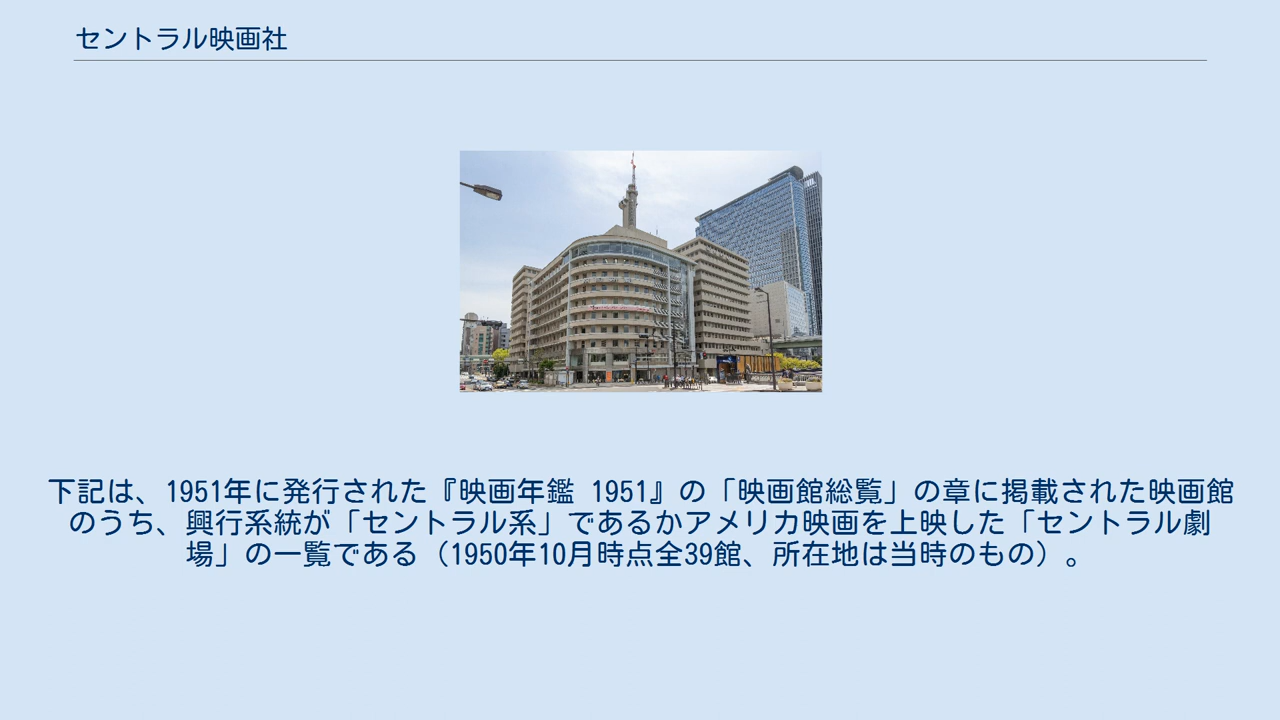 セントラル映画社
下記は、1951年に発行された『映画年鑑 1951』の「映画館総覧」の章に掲載された映画館
のうち、興行系統が「セントラル系」であるかアメリカ映画を上映した「セントラル劇
場」の一覧である（1950年10月時点全39館、所在地は当時のもの）。